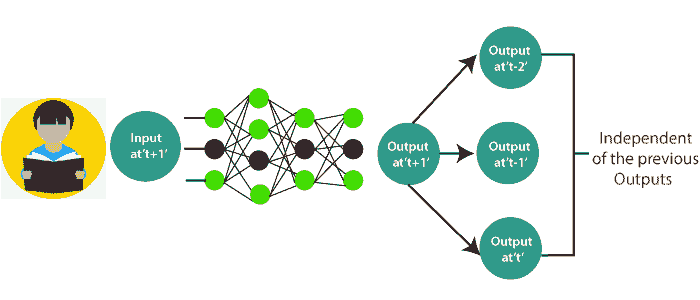 Input
at't+1'
Output
at't+1'
Output
at't-2'
Output
at't-1'
Output
at't'
Independent
of the previous
Outputs